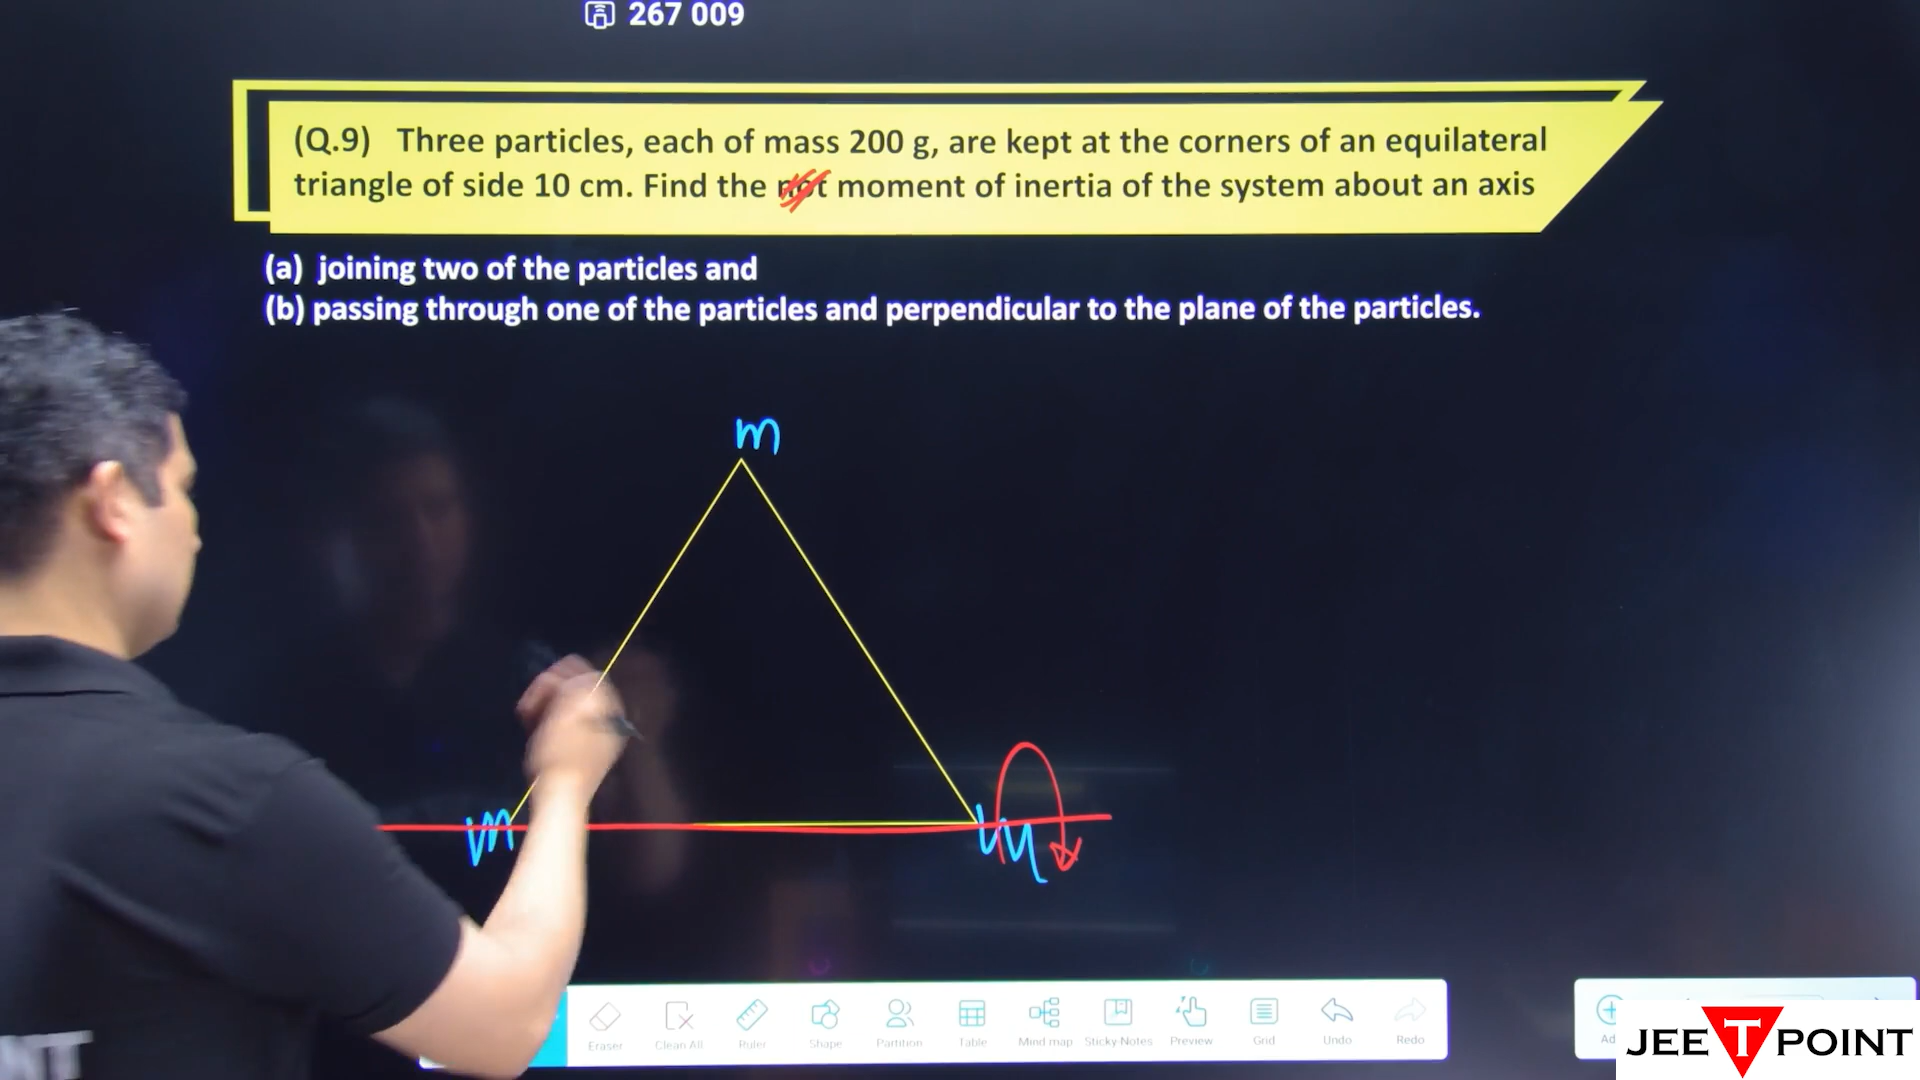 267 009
(Q.9) Three particles, each of mass 200 g, are kept at the corners of an equilateral
triangle of side 10 cm. Find the not moment of inertia of the system about an axis
(a) joining two of the particles and
(b) passing through one of the particles and perpendicular to the plane of the particles.
m
m
m
NT
Eraser
Clean All
Ruler
Shape
Partition
Table
Mind map
Sticky Notes
Preview
Grid
Undo
Redo
JEE T POINT